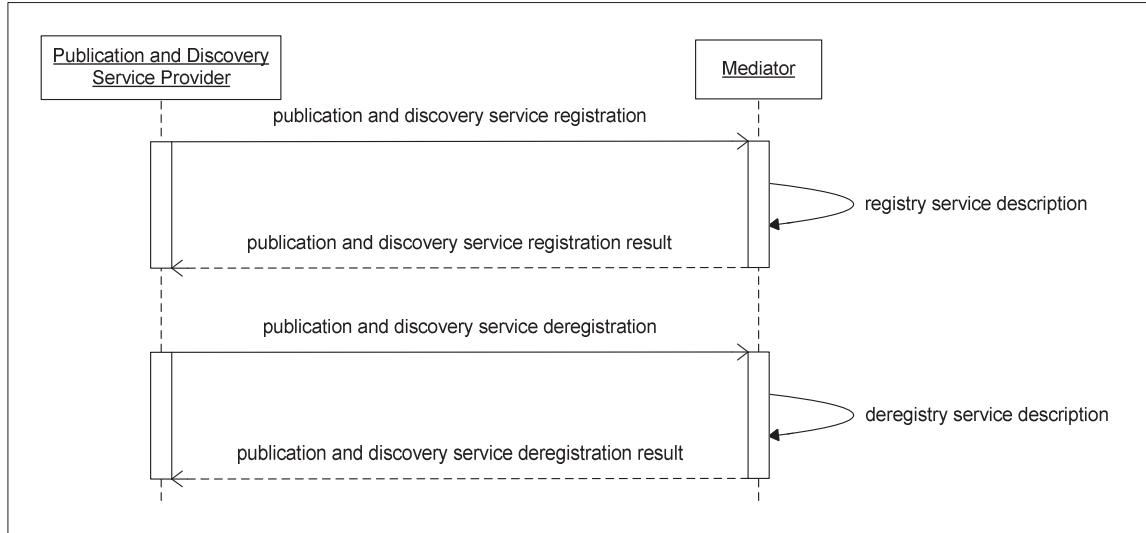 Publication and Discovery
Service Provider
Mediator
publication and discovery service registration
registry service description
publication and discovery service registration result
publication and discovery service deregistration
deregistry service description
publication and discovery service deregistration result